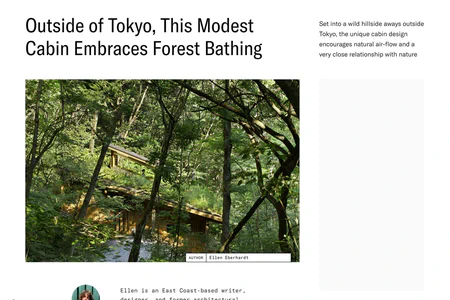 Outside of Tokyo, This Modest
Cabin Embraces Forest Bathing
Set into a wild hillside aways outside
Tokyo, the unique cabin design
encourages natural air-flow and a
very close relationship with nature
AUTHOR Ellen Eberhardt
Ellen is an East Coast-based writer,
designer, and former architectural